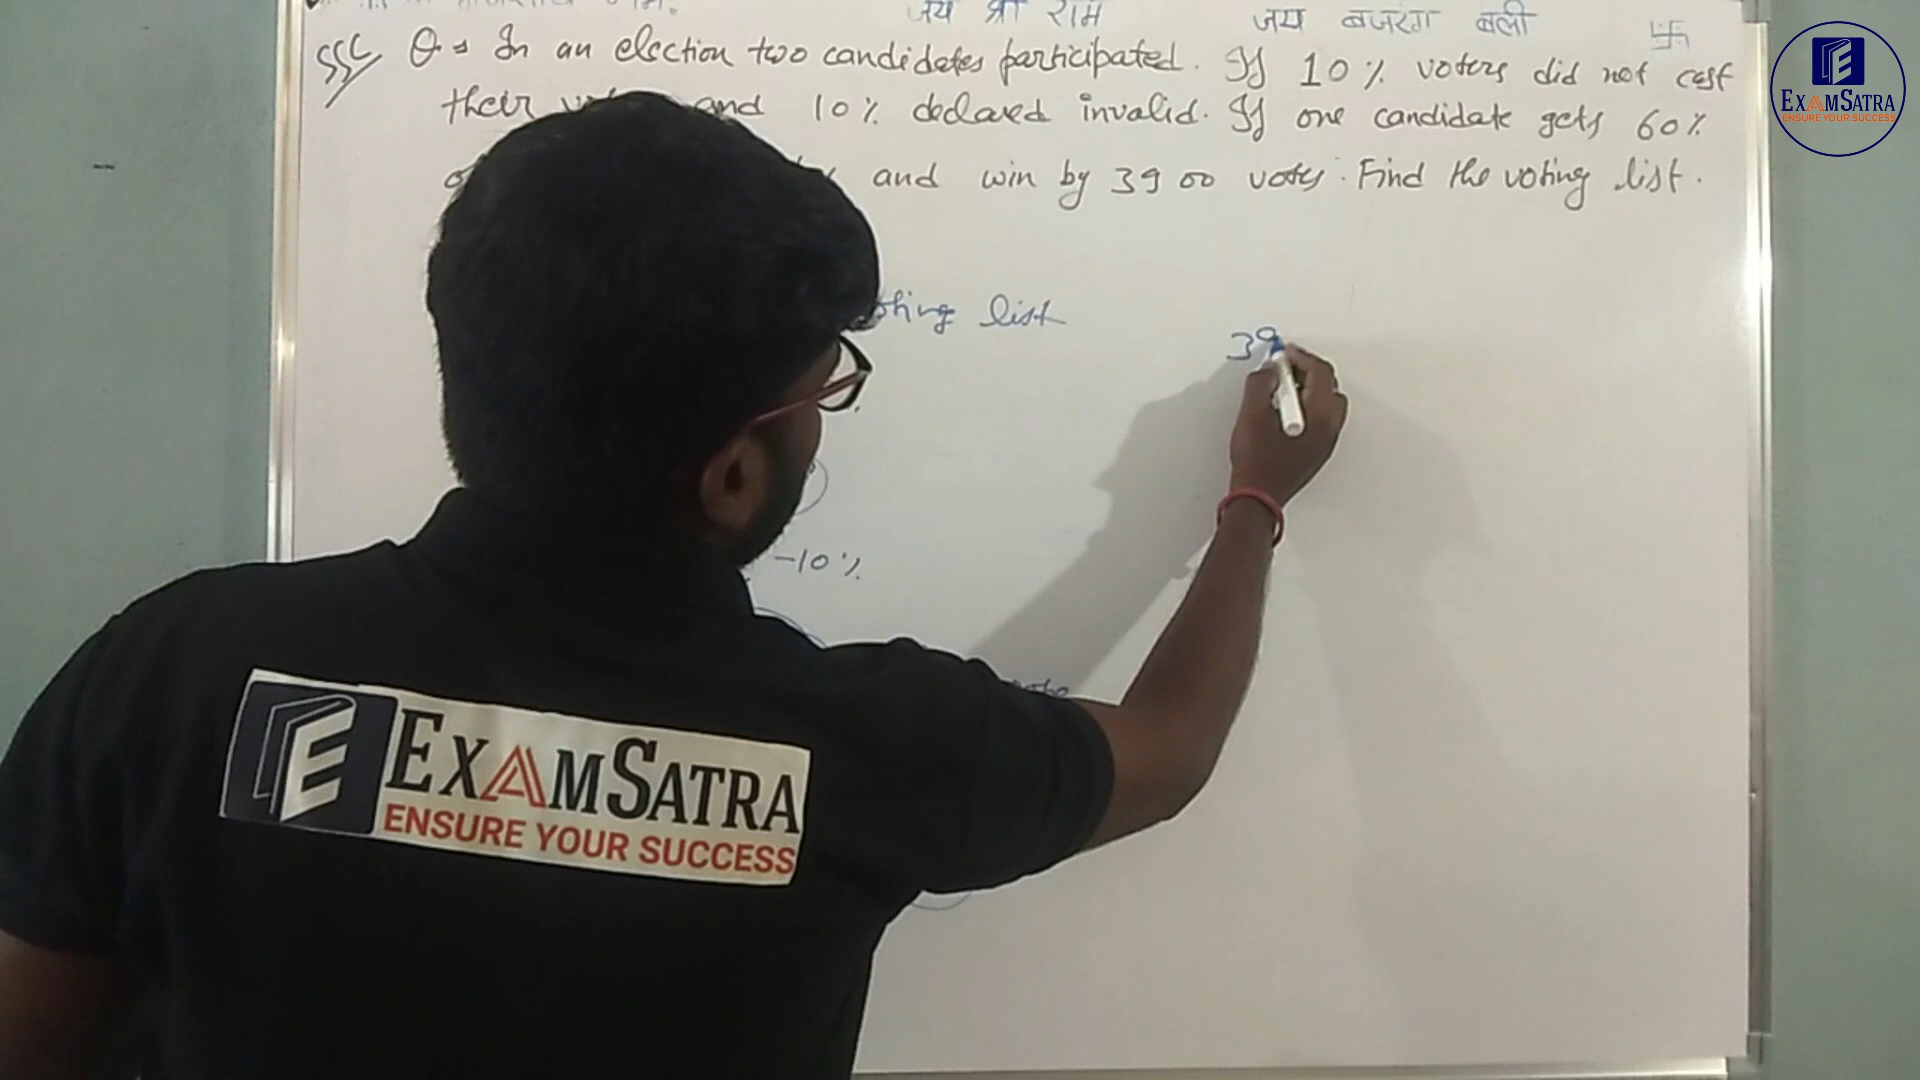 जय श्री राम जय बजरंग बली
SSC Q→ In an election two candidates participated. If 10% voters did not cast
their and 10% declared invalid. If one candidate gets 60%
and win by 3900 votes. Find the voting list.
list
39
-10%
EXAMSATRA
ENSURE YOUR SUCCESS
EXAMSATRA
ENSURE YOUR SUCCESS